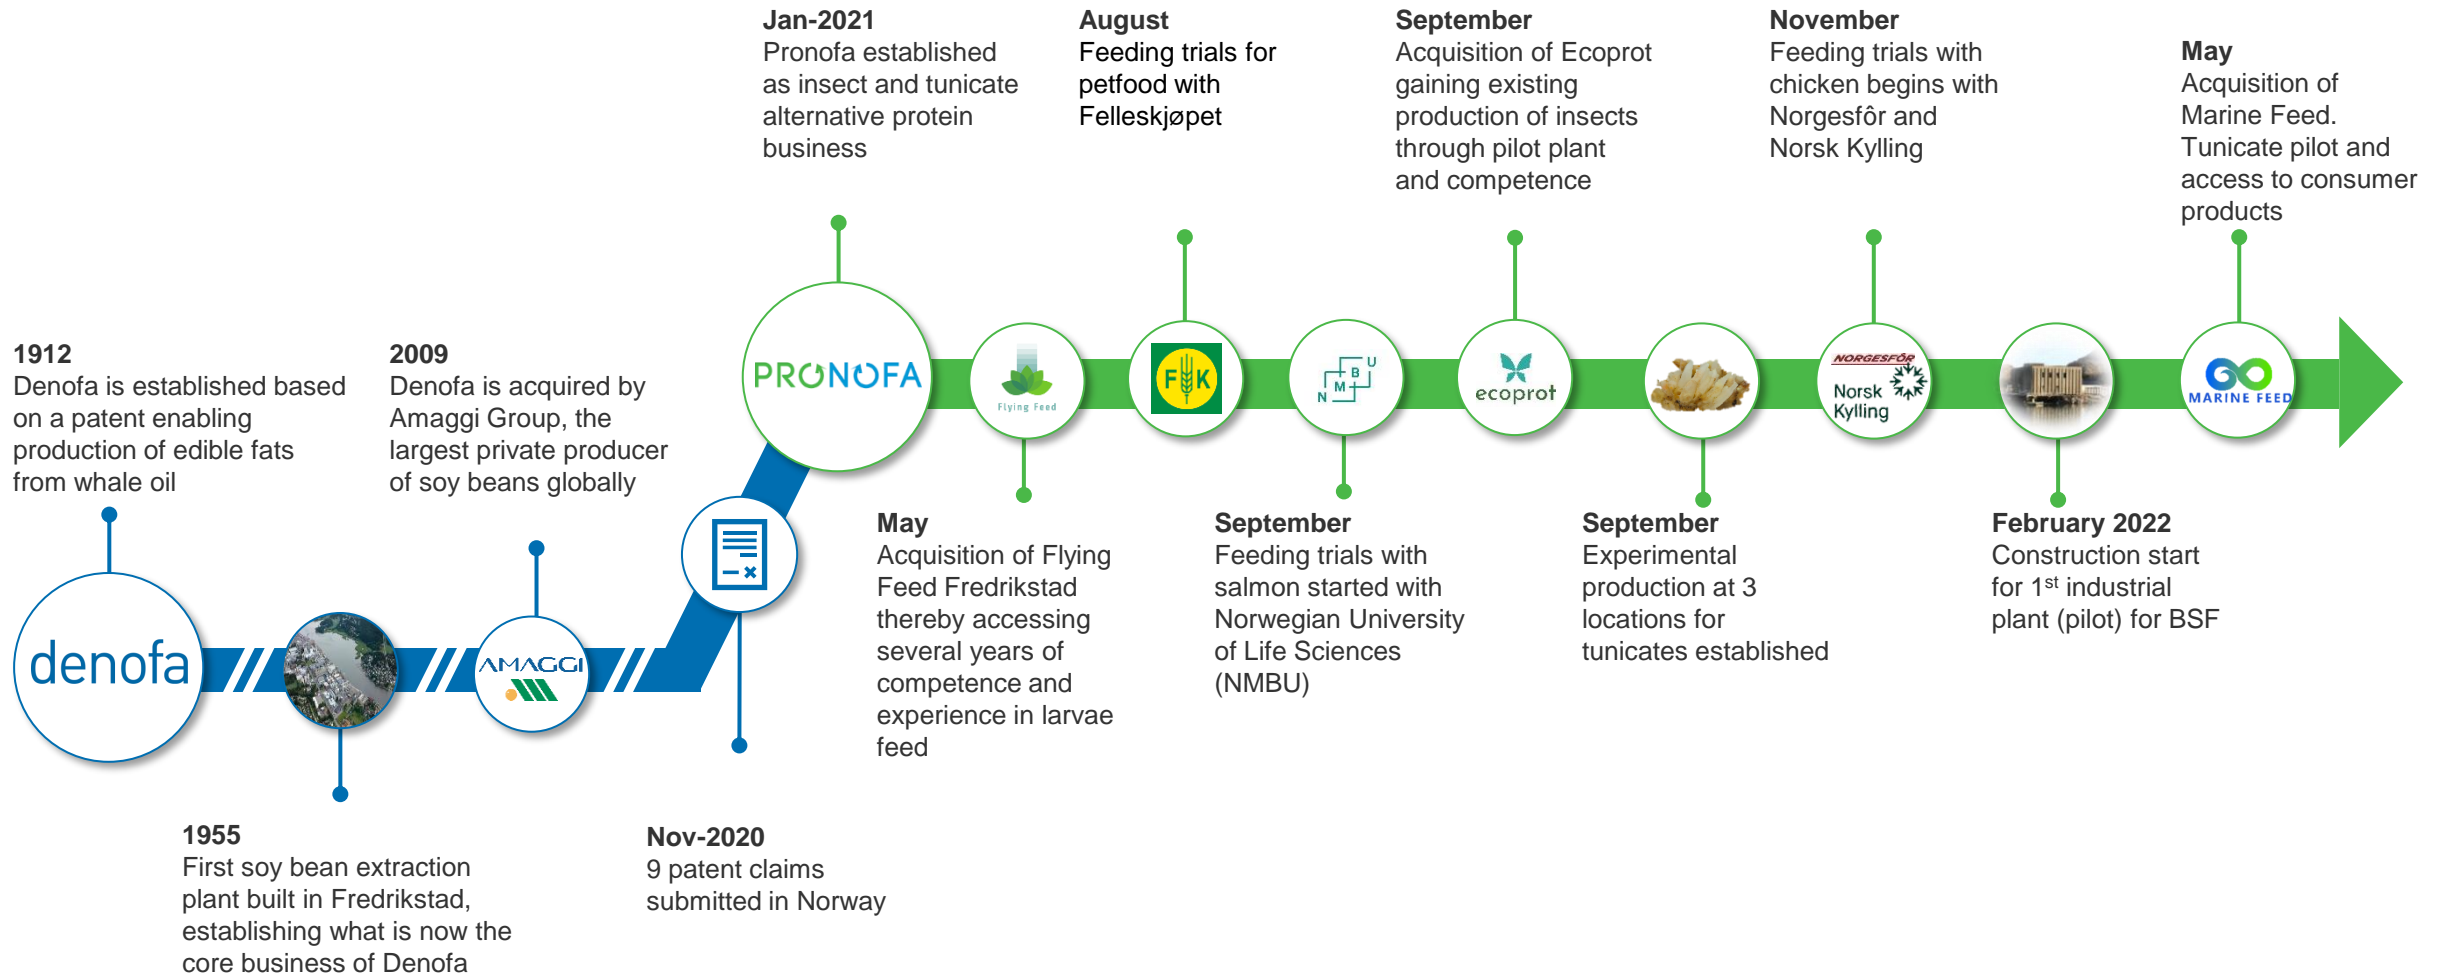 Jan-2021
Pronofa established
as insect and tunicate
alternative protein
business
August
Feeding trials for
petfood with
Felleskjøpet
September
Acquisition of Ecoprot
gaining existing
production of insects
through pilot plant
and competence
November
Feeding trials with
chicken begins with
Norgesfôr and
Norsk Kylling
May
Acquisition of
Marine Feed.
Tunicate pilot and
access to consumer
products
1912
Denofa is established based
on a patent enabling
production of edible fats
from whale oil
2009
Denofa is acquired by
Amaggi Group, the
largest private producer
of soy beans globally
PRONOFA
Flying Feed
F K
N M B U
ecoprot
NORGESFÔR
Norsk
Kylling
MARINE FEED
denofa
AMAGGI
May
Acquisition of Flying
Feed Fredrikstad
thereby accessing
several years of
competence and
experience in larvae
feed
September
Feeding trials with
salmon started with
Norwegian University
of Life Sciences
(NMBU)
September
Experimental
production at 3
locations for
tunicates established
February 2022
Construction start
for 1st industrial
plant (pilot) for BSF
1955
First soy bean extraction
plant built in Fredrikstad,
establishing what is now the
core business of Denofa
Nov-2020
9 patent claims
submitted in Norway